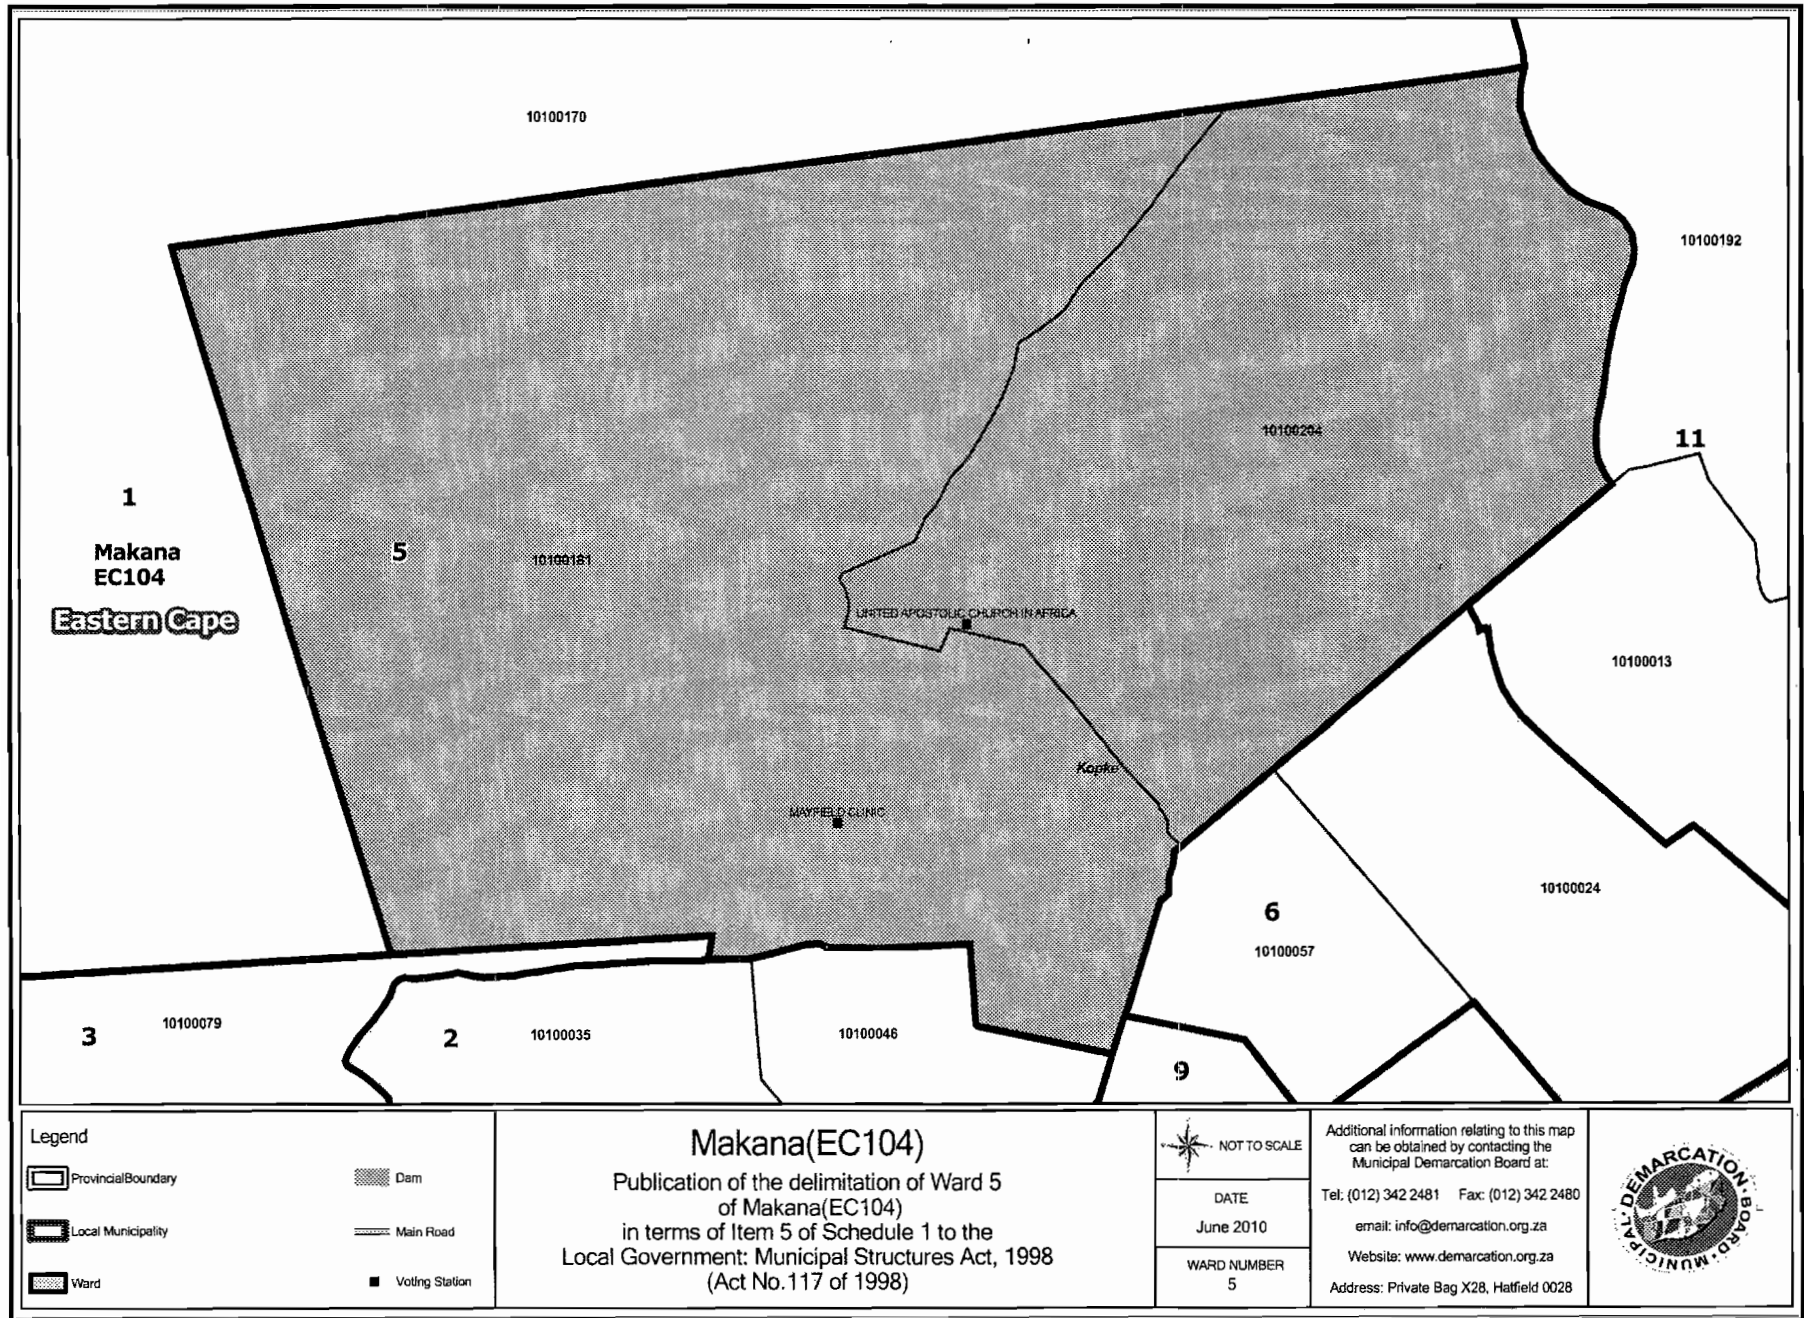 10100170
10100192
10100204
11
1
Makana
EC104
Eastern Cape
5
10100181
UNITED APOSTOLIC CHURCH IN AFRICA
10100013
Kopke
MAYFIELD CLINIC
10100024
6
10100057
3
10100079
2
10100035
10100046
9
Legend
ProvincialBoundary
Dam
Local Municipality
Main Road
Ward
Voting Station
Makana(EC104)
Publication of the delimitation of Ward 5
of Makana(EC104)
in terms of Item 5 of Schedule 1 to the
Local Government: Municipal Structures Act, 1998
(Act No.117 of 1998)
NOT TO SCALE
DATE
June 2010
WARD NUMBER
5
Additional information relating to this map
can be obtained by contacting the
Municipal Demarcation Board at:
Tel: (012) 342 2481 Fax: (012) 342 2480
email: info@demarcation.org.za
Website: www.demarcation.org.za
Address: Private Bag X28, Hatfield 0028
MUNICIPAL DEMARCATION BOARD